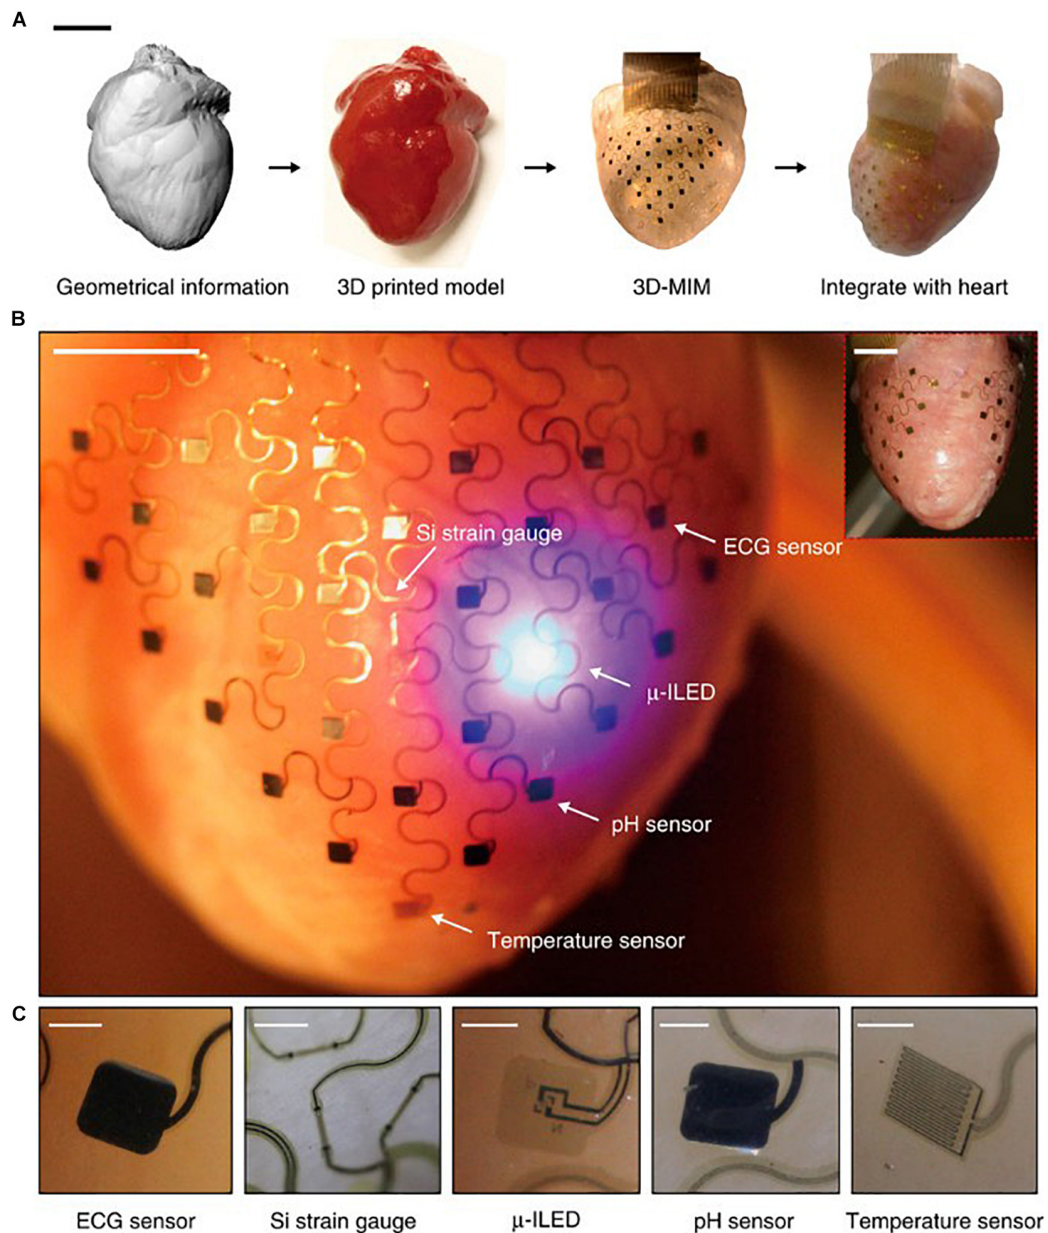 A
Geometrical information
3D printed model
3D-MIM
Integrate with heart
B
Si strain gauge
ECG sensor
μ-ILED
pH sensor
Temperature sensor
C
ECG sensor
Si strain gauge
μ-ILED
pH sensor
Temperature sensor